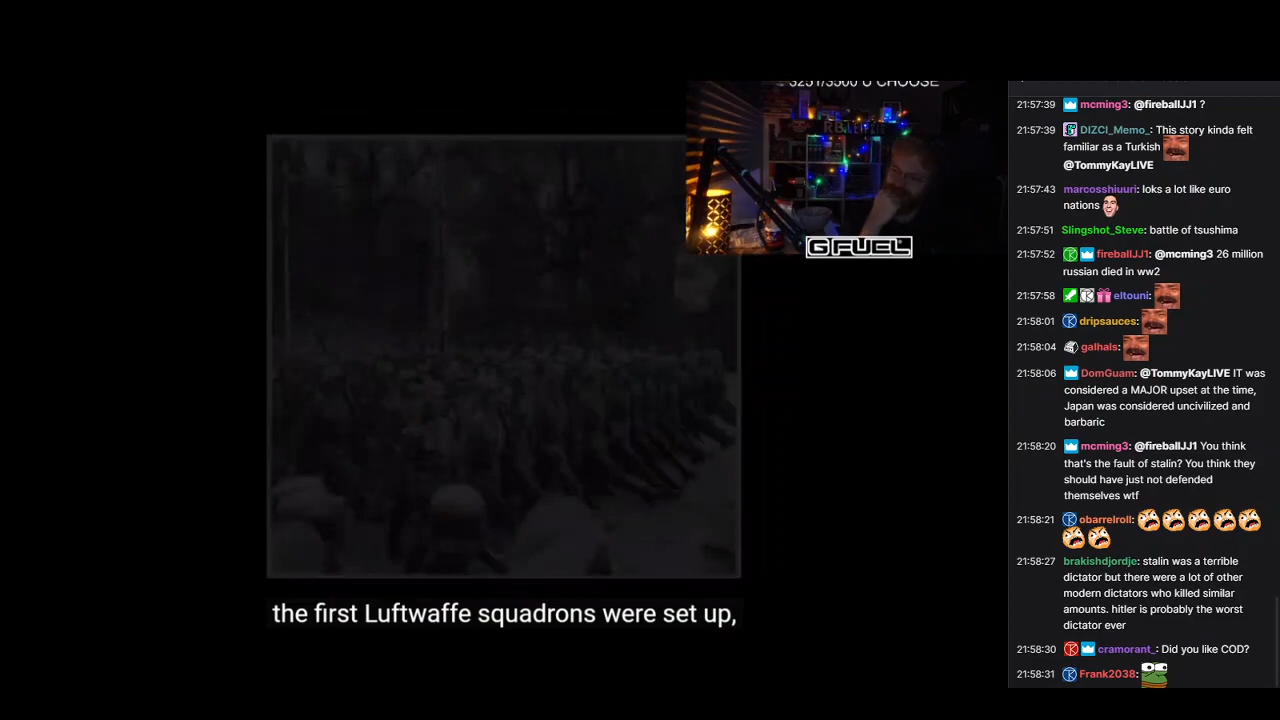 3251/3500 U CHOOSE
G FUEL
the first Luftwaffe squadrons were set up,
21:57:39 mcming3: @fireballJJ1 ?
21:57:39 DIZCI_Memo_: This story kinda felt
familiar as a Turkish
@TommyKayLIVE
21:57:43 marcosshiuuri: loks a lot like euro
nations
21:57:51 Slingshot_Steve: battle of tsushima
21:57:52 fireballJJ1: @mcming3 26 million
russian died in ww2
21:57:58 eltouni:
21:58:01 dripsauces:
21:58:04 galhals:
21:58:06 DomGuam: @TommyKayLIVE IT was
considered a MAJOR upset at the time,
Japan was considered uncivilized and
barbaric
21:58:20 mcming3: @fireballJJ1 You think
that's the fault of stalin? You think they
should have just not defended
themselves wtf
21:58:21 obarrelroll:
21:58:27 brakishdjordje: stalin was a terrible
dictator but there were a lot of other
modern dictators who killed similar
amounts. hitler is probably the worst
dictator ever
21:58:30 cramorant_: Did you like COD?
21:58:31 Frank2038: